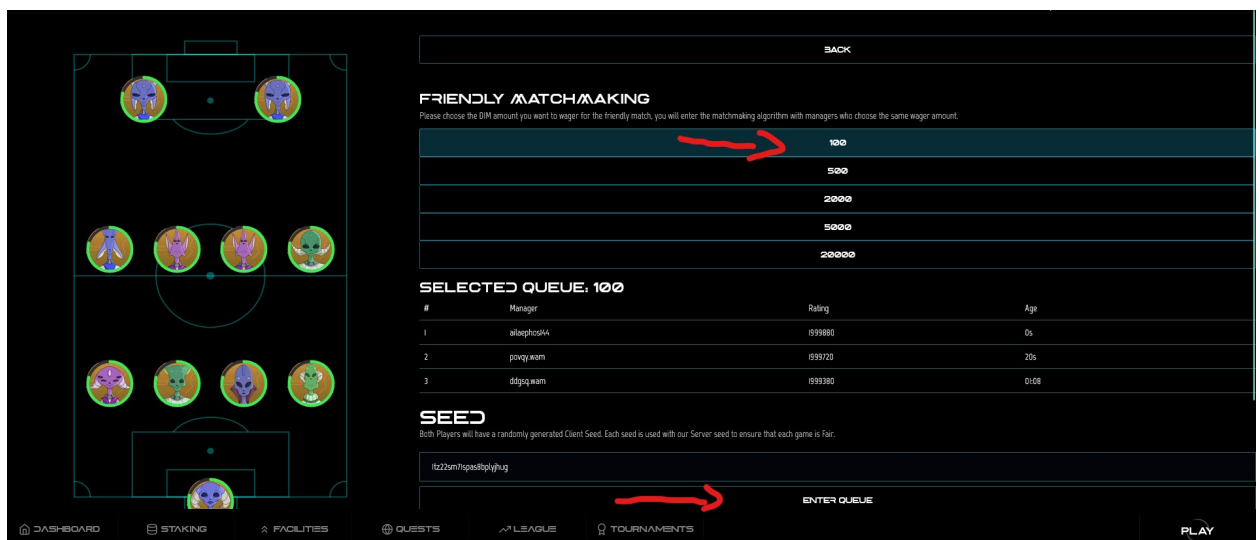 BACK
FRIENDLY MATCHMAKING
Please choose the DIM amount you want to wager for the friendly match, you will enter the matchmaking algorithm with managers who choose the same wager amount.
100
500
2000
5000
20000
SELECTED QUEUE: 100
# Manager Rating Age
1 ailaephosl44 1999880 0s
2 povqy.wam 1999720 20s
3 ddgsq.wam 1999380 01:08
SEED
Both Players will have a randomly generated Client Seed. Each seed is used with our Server seed to ensure that each game is Fair.
ltz22sm7lspas8bplyjhug
ENTER QUEUE
DASHBOARD STAKING FACILITIES QUESTS LEAGUE TOURNAMENTS PLAY